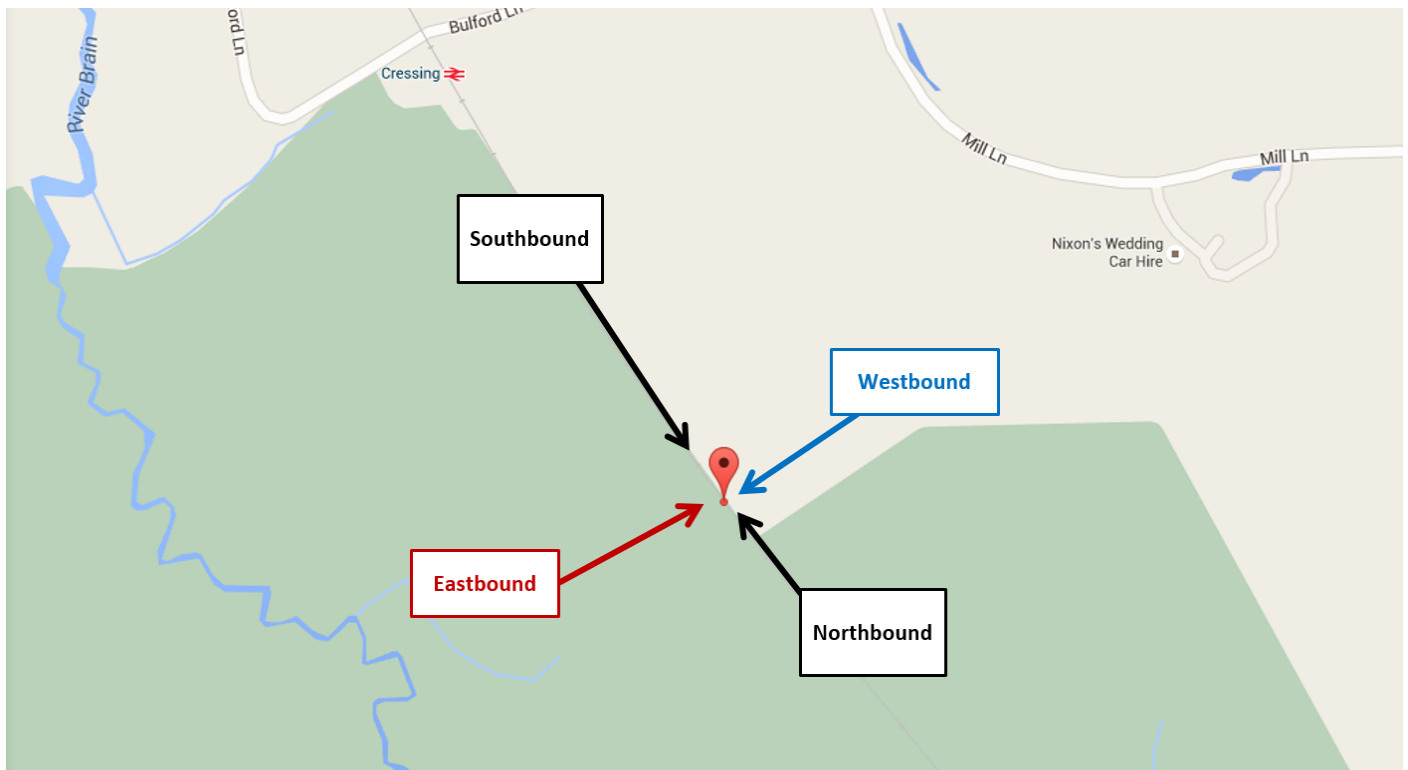 ord Ln
Bulford Ln
River Brain
Cressing
Mill Ln
Mill Ln
Southbound
Nixon's Wedding
Car Hire
Westbound
Eastbound
Northbound